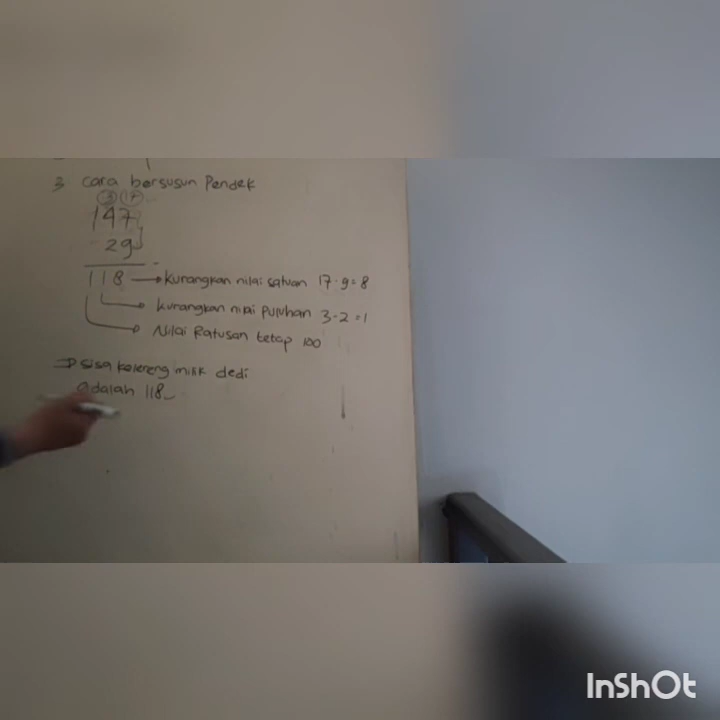 3 Cara bersusun Pendek
3 17
147
29
118 → Kurangkan nilai satuan 17 - 9 = 8
→ Kurangkan nilai Puluhan 3 - 2 = 1
→ Nilai Ratusan tetap 100
⇒ Sisa kelereng milik dedi
adalah 118
InShOt